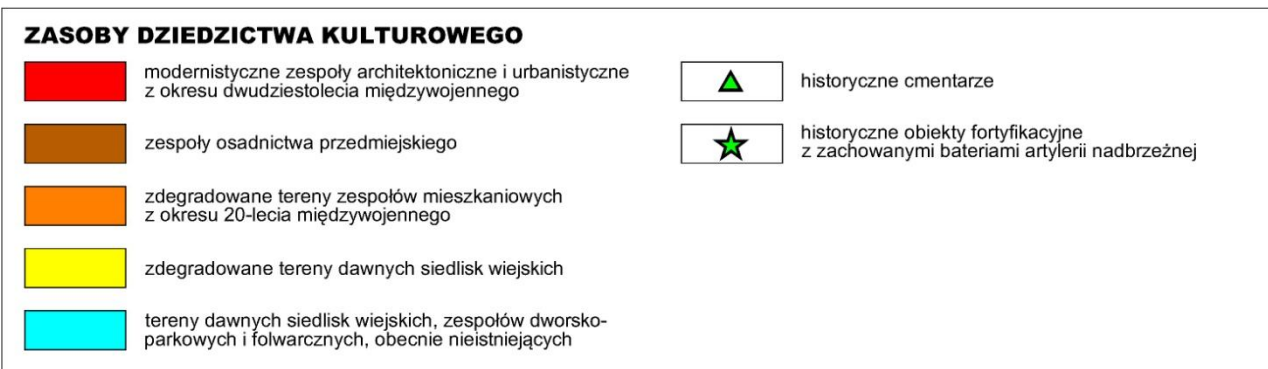 ZASOBY DZIEDZICTWA KULTUROWEGO
modernistyczne zespoły architektoniczne i urbanistyczne
z okresu dwudziestolecia międzywojennego
zespoły osadnictwa przedmiejskiego
zdegradowane tereny zespołów mieszkaniowych
z okresu 20-lecia międzywojennego
zdegradowane tereny dawnych siedlisk wiejskich
tereny dawnych siedlisk wiejskich, zespołów dworsko-
parkowych i folwarcznych, obecnie nieistniejących
historyczne cmentarze
historyczne obiekty fortyfikacyjne
z zachowanymi bateriami artylerii nadbrzeżnej